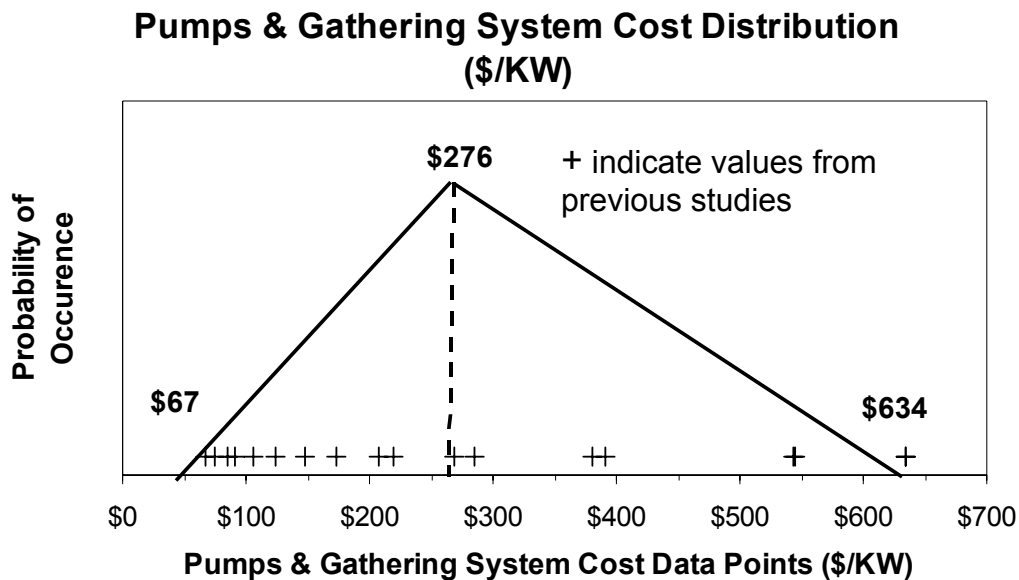 Pumps & Gathering System Cost Distribution
($/KW)
$276
+ indicate values from
previous studies
Probability of
Occurence
$67
$634
$0 $100 $200 $300 $400 $500 $600 $700
Pumps & Gathering System Cost Data Points ($/KW)